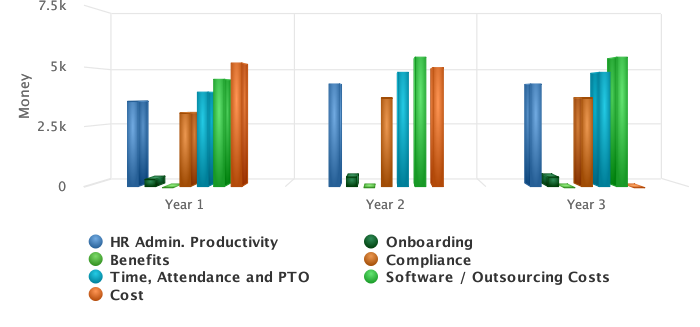 7.5k
5k
2.5k
0
Money
Year 1 Year 2 Year 3
HR Admin. Productivity Onboarding
Benefits Compliance
Time, Attendance and PTO Software / Outsourcing Costs
Cost